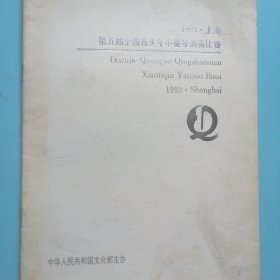 1993·上海
第五届全国青少年小提琴演奏比赛
Diwujie Quanguo Qingshaonian
Xiaotiqin Yanzou Bisai
1993·Shanghai
中华人民共和国文化部主办